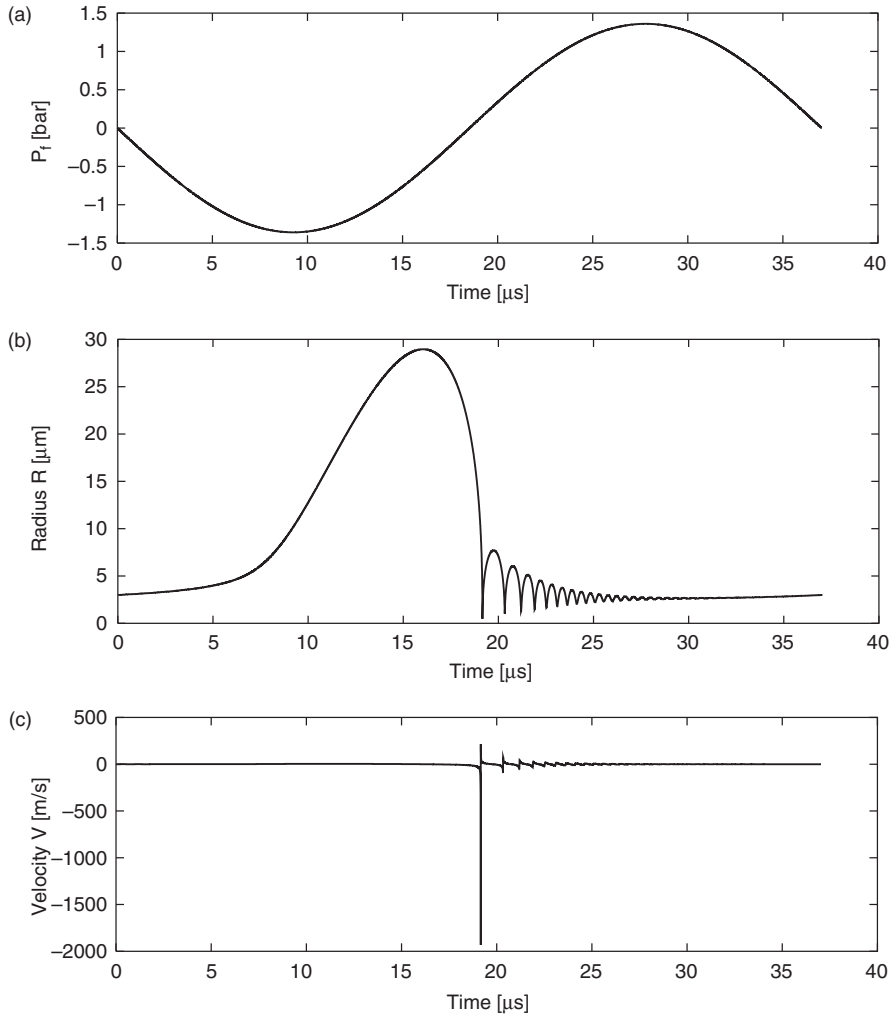 (a)
1.5
1
0.5
0
−0.5
−1
−1.5
P_f [bar]
0 5 10 15 20 25 30 35 40
Time [μs]
(b)
30
25
20
15
10
5
0
Radius R [μm]
0 5 10 15 20 25 30 35 40
Time [μs]
(c)
500
0
−500
−1000
−1500
−2000
Velocity V [m/s]
0 5 10 15 20 25 30 35 40
Time [μs]